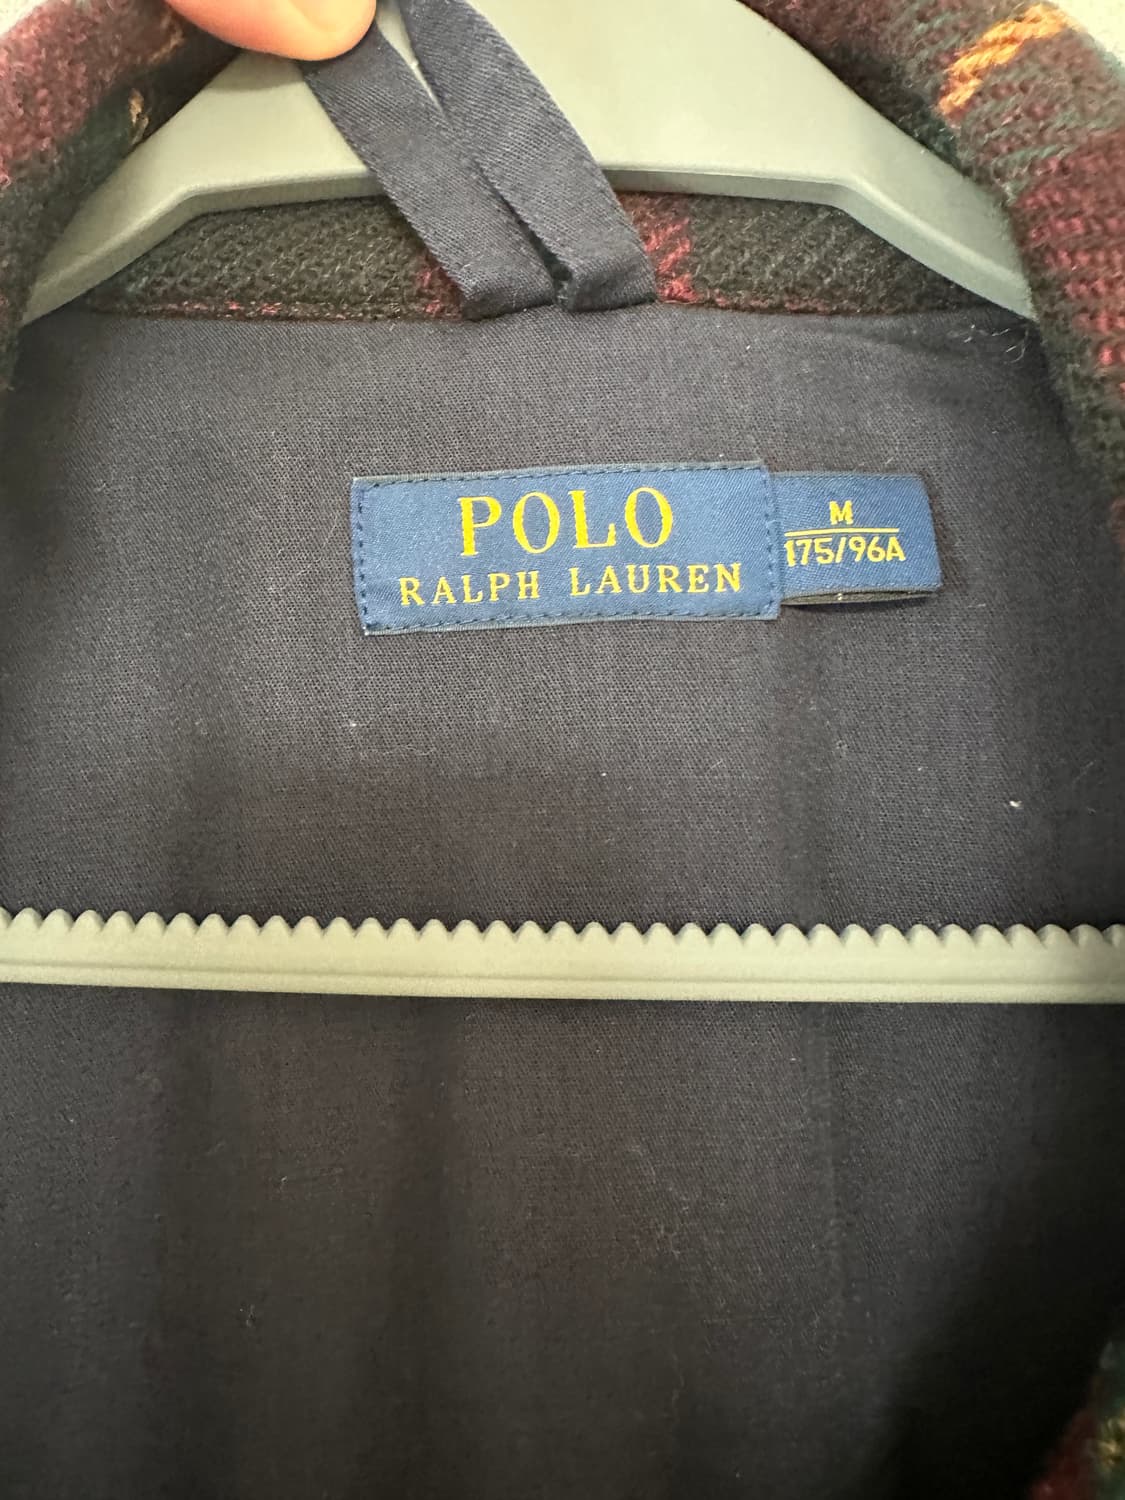 POLO
RALPH LAUREN
M
175/96A